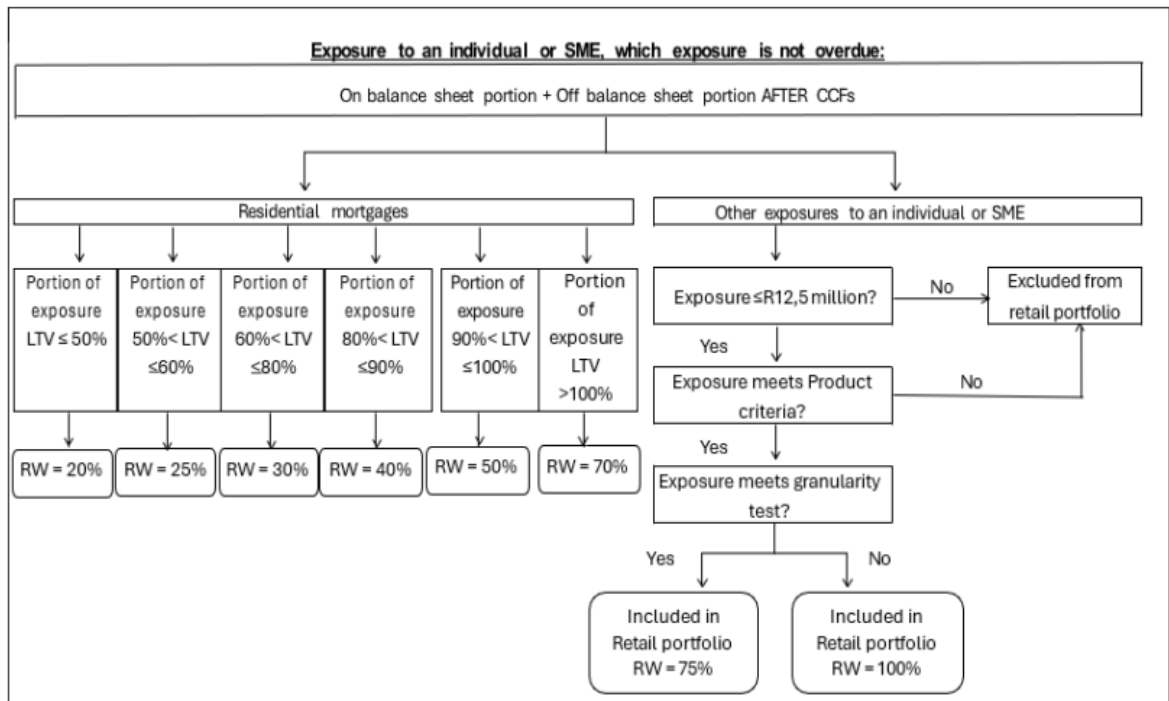 Exposure to an individual or SME, which exposure is not overdue:
On balance sheet portion + Off balance sheet portion AFTER CCFs
Residential mortgages
Other exposures to an individual or SME
Portion of
exposure
LTV ≤ 50%
Portion of
exposure
50%< LTV
≤60%
Portion of
exposure
60%< LTV
≤80%
Portion of
exposure
80%< LTV
≤90%
Portion of
exposure
90%< LTV
≤100%
Portion
of
exposure
LTV
>100%
RW = 20%
RW = 25%
RW = 30%
RW = 40%
RW = 50%
RW = 70%
Exposure ≤R12,5 million?
No
Excluded from
retail portfolio
Yes
Exposure meets Product
criteria?
No
Yes
Exposure meets granularity
test?
Yes
No
Included in
Retail portfolio
RW = 75%
Included in
Retail portfolio
RW = 100%